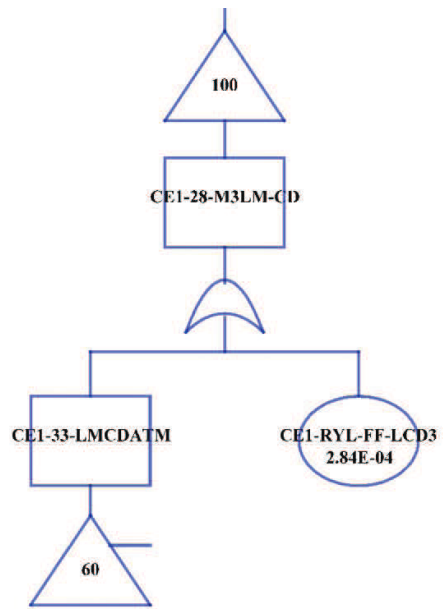 100
CE1-28-M3LM-CD
CE1-33-LMCDATM
CE1-RYL-FF-LCD3
2.84E-04
60